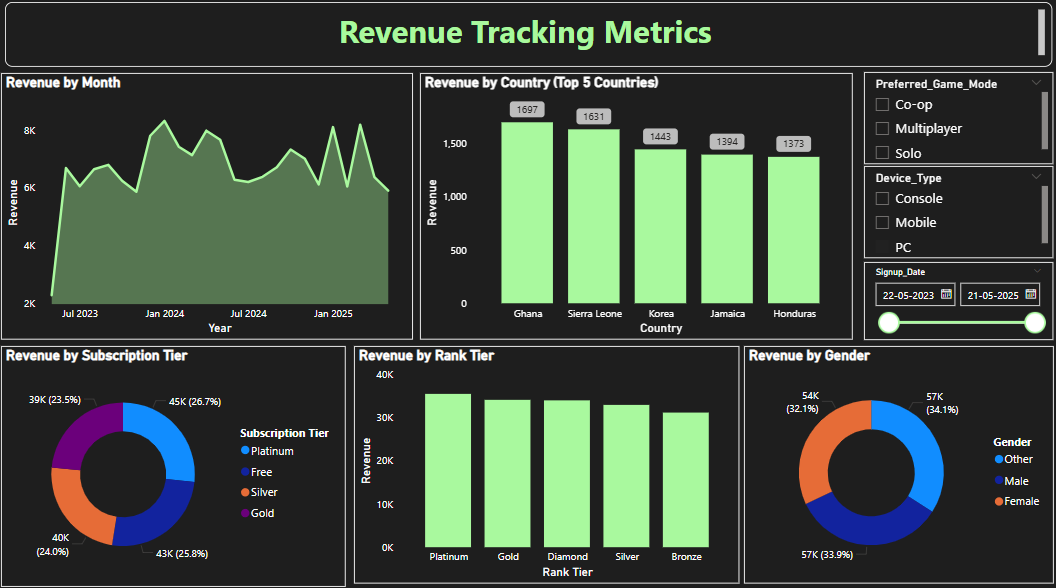 Revenue Tracking Metrics
Revenue by Month
8K
6K
4K
2K
Revenue
Jul 2023
Jan 2024
Jul 2024
Jan 2025
Year
Revenue by Country (Top 5 Countries)
1697
1631
1443
1394
1373
1,500
1,000
500
0
Revenue
Ghana
Sierra Leone
Korea
Jamaica
Honduras
Country
Preferred_Game_Mode
Co-op
Multiplayer
Solo
Device_Type
Console
Mobile
PC
Signup_Date
22-05-2023
21-05-2025
Revenue by Subscription Tier
39K (23.5%)
45K (26.7%)
40K
(24.0%)
43K (25.8%)
Subscription Tier
Platinum
Free
Silver
Gold
Revenue by Rank Tier
40K
30K
20K
10K
0K
Revenue
Platinum
Gold
Diamond
Silver
Bronze
Rank Tier
Revenue by Gender
54K
(32.1%)
57K
(34.1%)
57K (33.9%)
Gender
Other
Male
Female